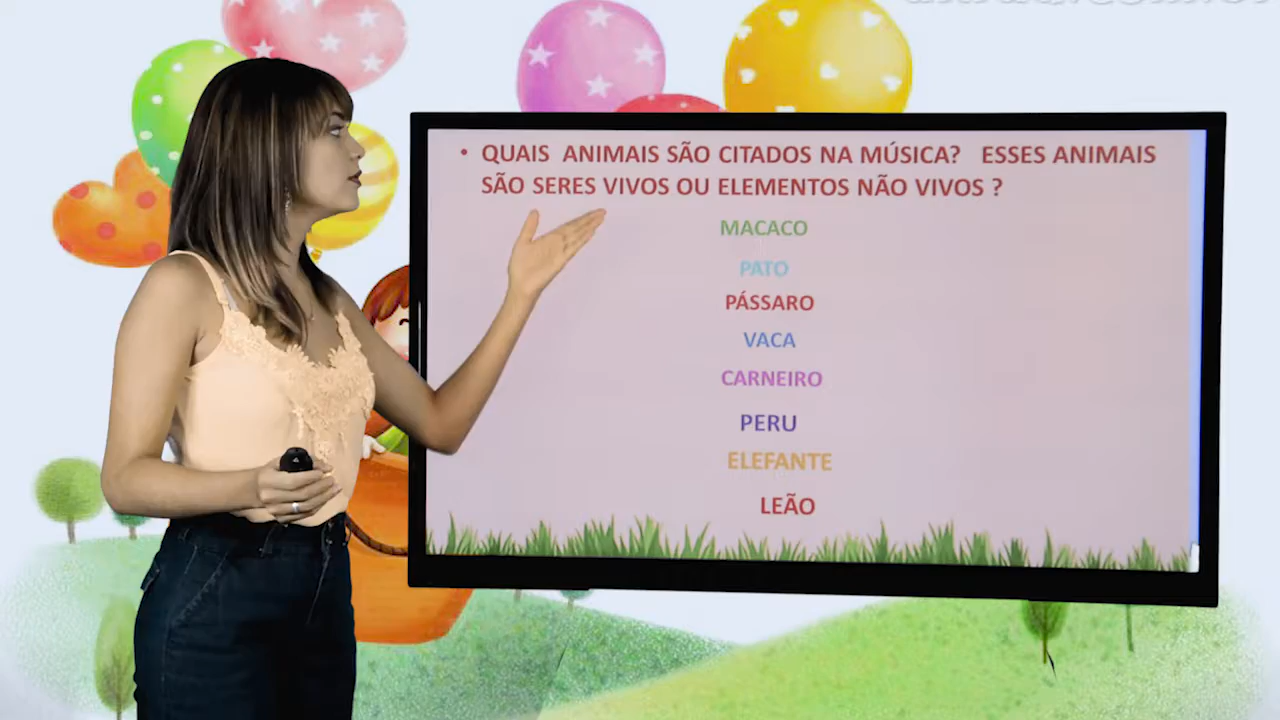 • QUAIS ANIMAIS SÃO CITADOS NA MÚSICA? ESSES ANIMAIS
SÃO SERES VIVOS OU ELEMENTOS NÃO VIVOS ?
MACACO
PATO
PÁSSARO
VACA
CARNEIRO
PERU
ELEFANTE
LEÃO